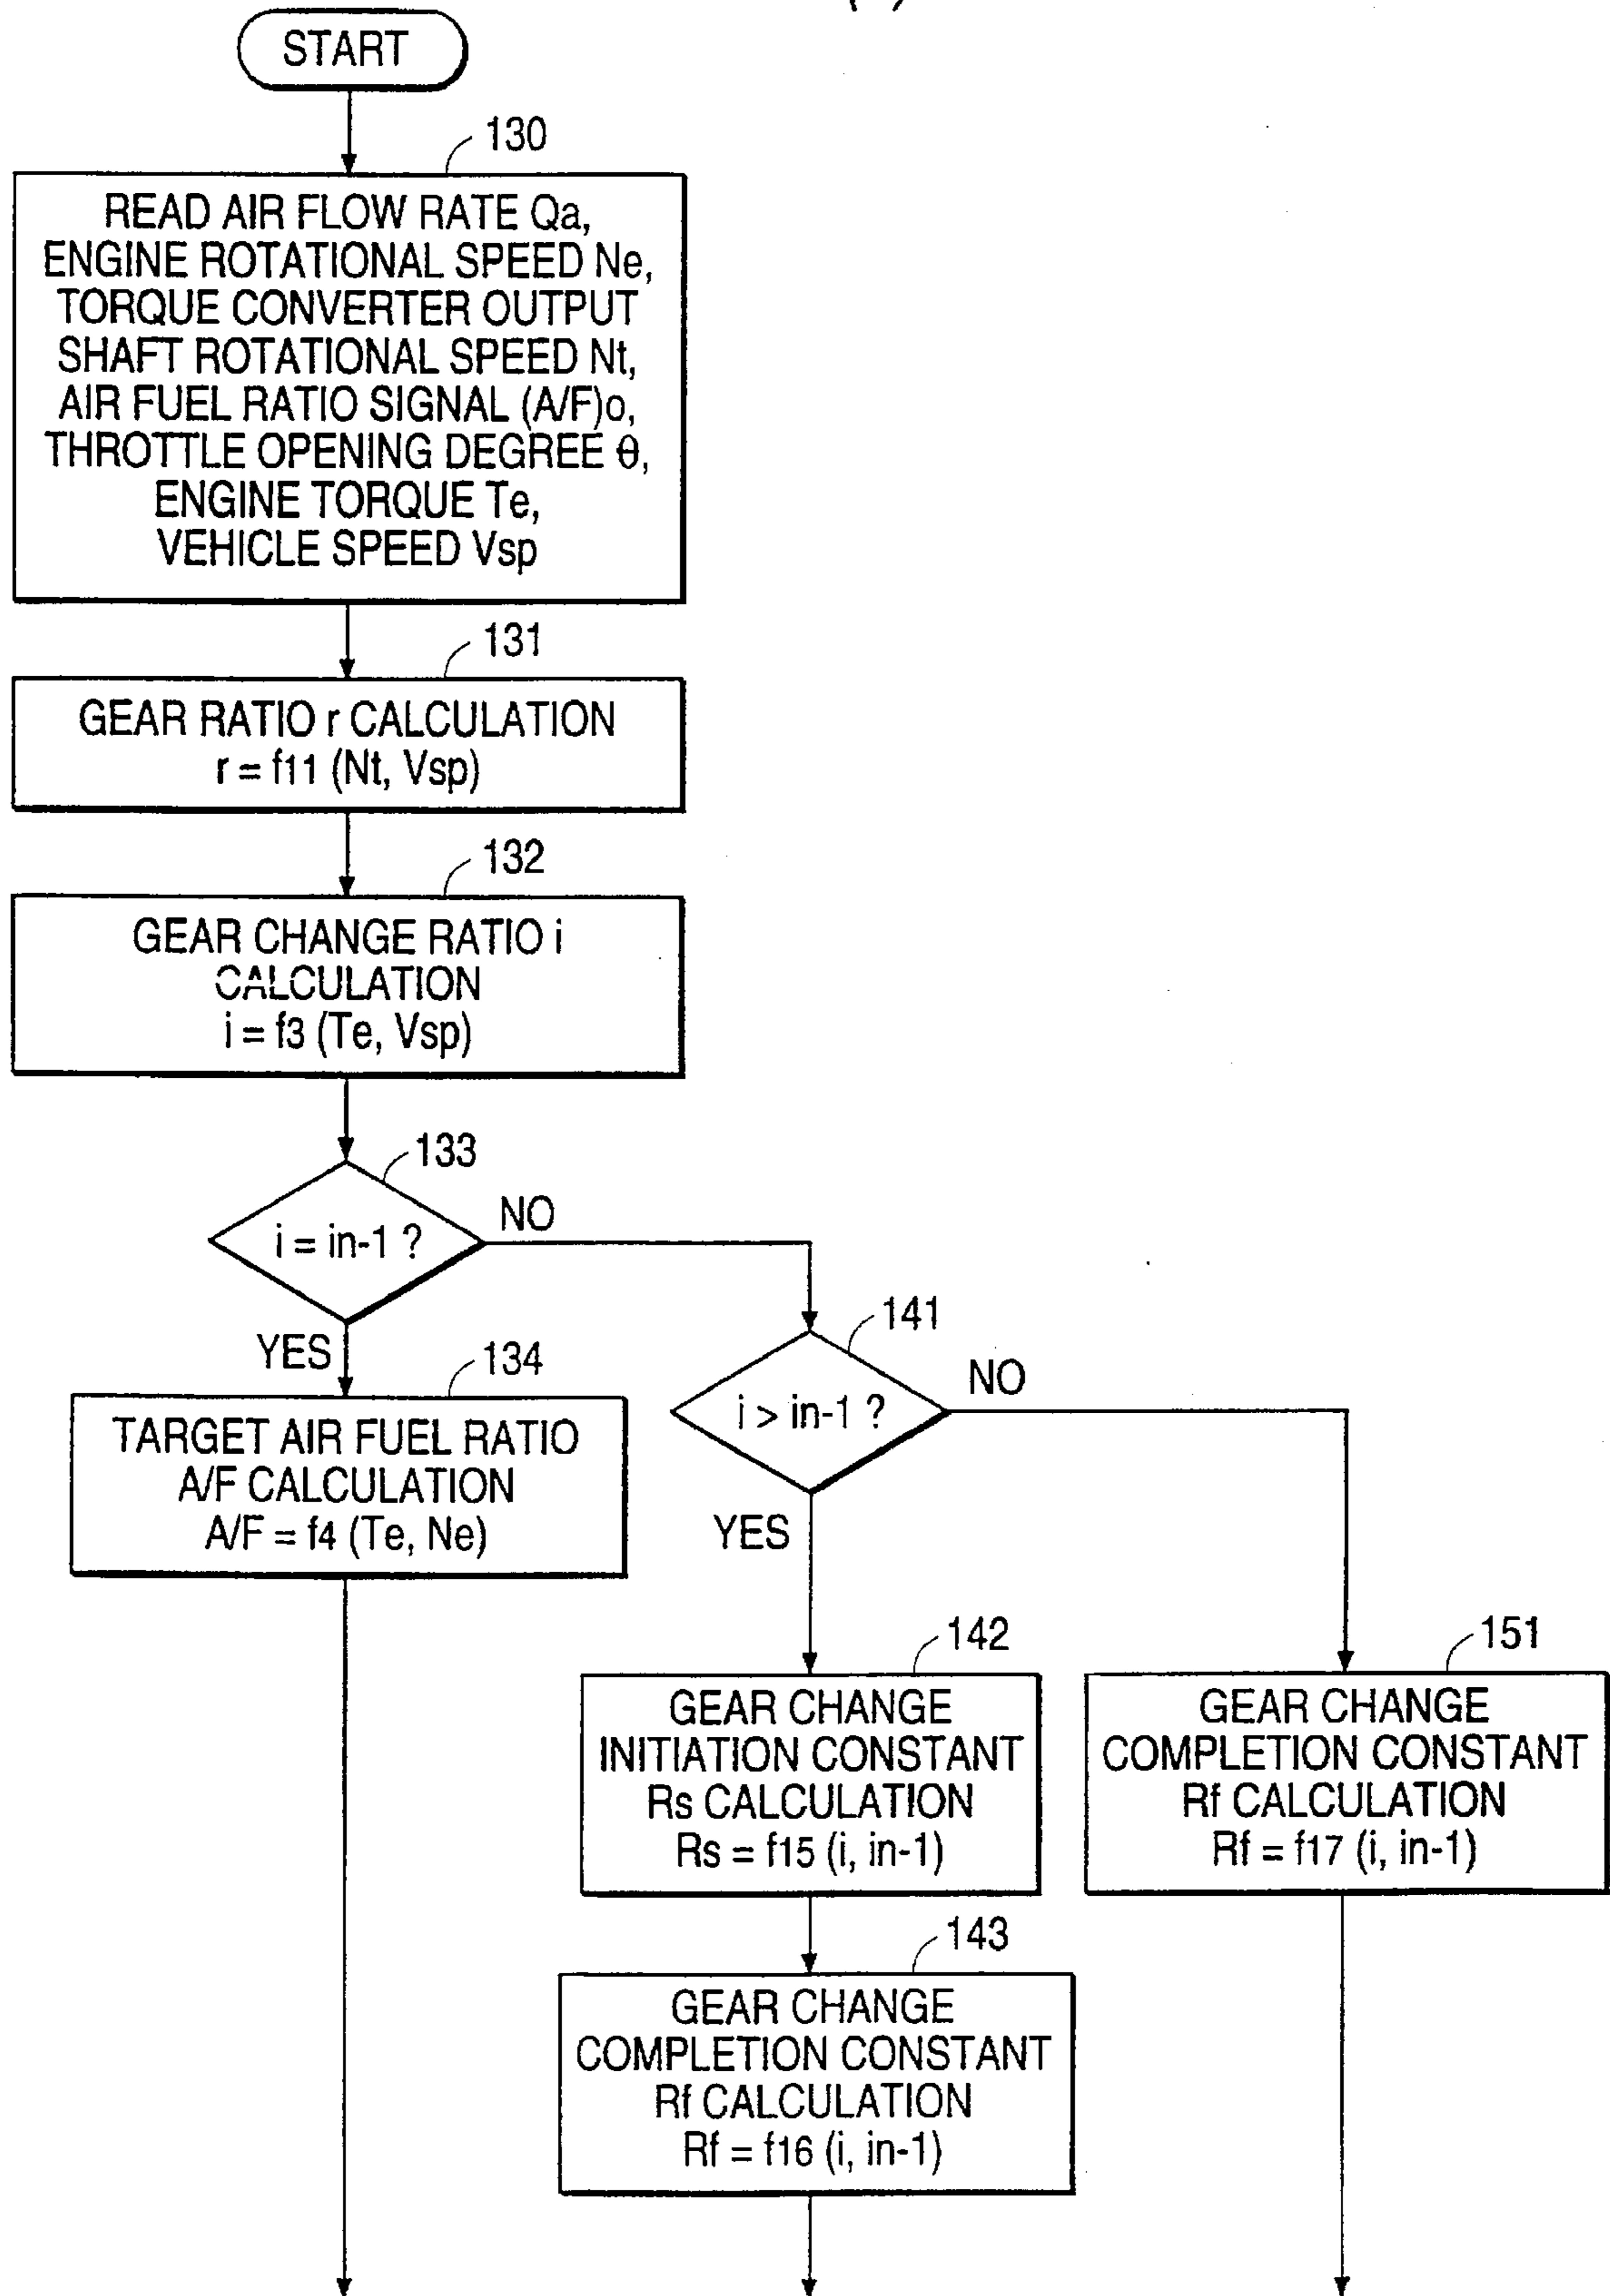 START
130
READ AIR FLOW RATE Qa,
ENGINE ROTATIONAL SPEED Ne,
TORQUE CONVERTER OUTPUT
SHAFT ROTATIONAL SPEED Nt,
AIR FUEL RATIO SIGNAL (A/F)o,
THROTTLE OPENING DEGREE θ,
ENGINE TORQUE Te,
VEHICLE SPEED Vsp
131
GEAR RATIO r CALCULATION
r = f11 (Nt, Vsp)
132
GEAR CHANGE RATIO i
CALCULATION
i = f3 (Te, Vsp)
133
i = in-1 ?
NO
YES
134
TARGET AIR FUEL RATIO
A/F CALCULATION
A/F = f4 (Te, Ne)
141
i > in-1 ?
NO
YES
142
GEAR CHANGE
INITIATION CONSTANT
Rs CALCULATION
Rs = f15 (i, in-1)
143
GEAR CHANGE
COMPLETION CONSTANT
Rf CALCULATION
Rf = f16 (i, in-1)
151
GEAR CHANGE
COMPLETION CONSTANT
Rf CALCULATION
Rf = f17 (i, in-1)